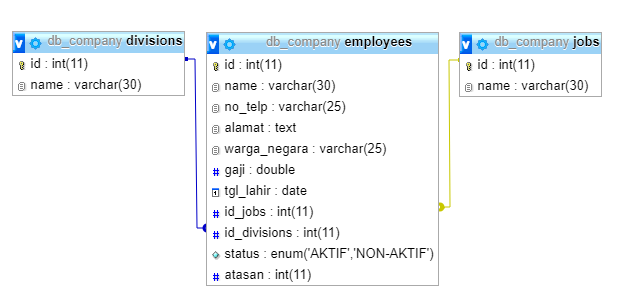 db_company divisions
id : int(11)
name : varchar(30)
db_company employees
id : int(11)
name : varchar(30)
no_telp : varchar(25)
alamat : text
warga_negara : varchar(25)
gaji : double
tgl_lahir : date
id_jobs : int(11)
id_divisions : int(11)
status : enum('AKTIF','NON-AKTIF')
atasan : int(11)
db_company jobs
id : int(11)
name : varchar(30)